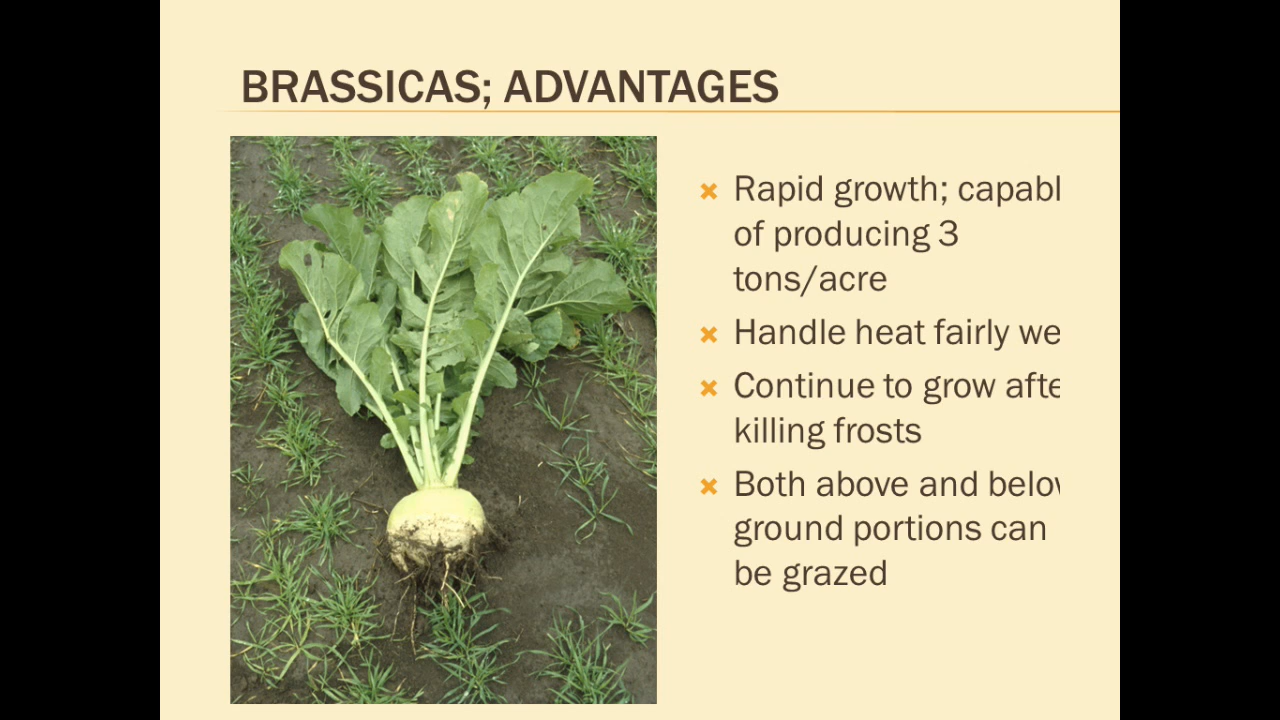 BRASSICAS; ADVANTAGES
Rapid growth; capabl
of producing 3
tons/acre
Handle heat fairly we
Continue to grow afte
killing frosts
Both above and belo
ground portions can
be grazed